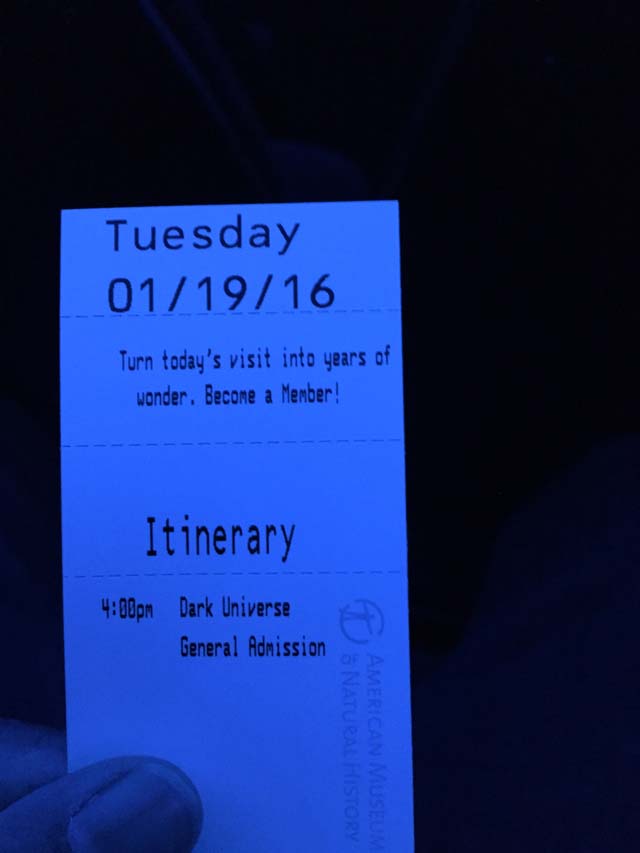 Tuesday
01/19/16
Turn today's visit into years of
wonder. Become a Member!
Itinerary
4:00pm Dark Universe
General Admission
AMERICAN MUSEUM
ö NATURAL HISTORY